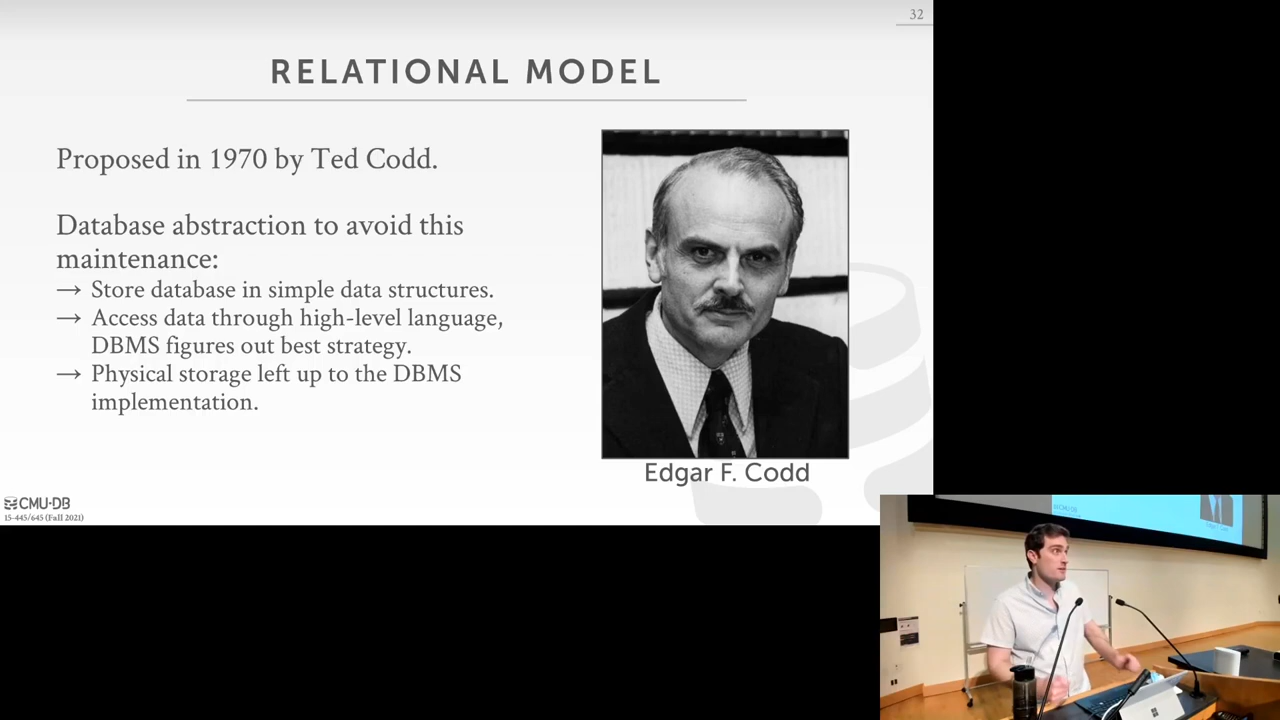 32
RELATIONAL MODEL
Proposed in 1970 by Ted Codd.
Database abstraction to avoid this
maintenance:
→ Store database in simple data structures.
→ Access data through high-level language,
DBMS figures out best strategy.
→ Physical storage left up to the DBMS
implementation.
Edgar F. Codd
CMU·DB
15-445/645 (Fall 2021)